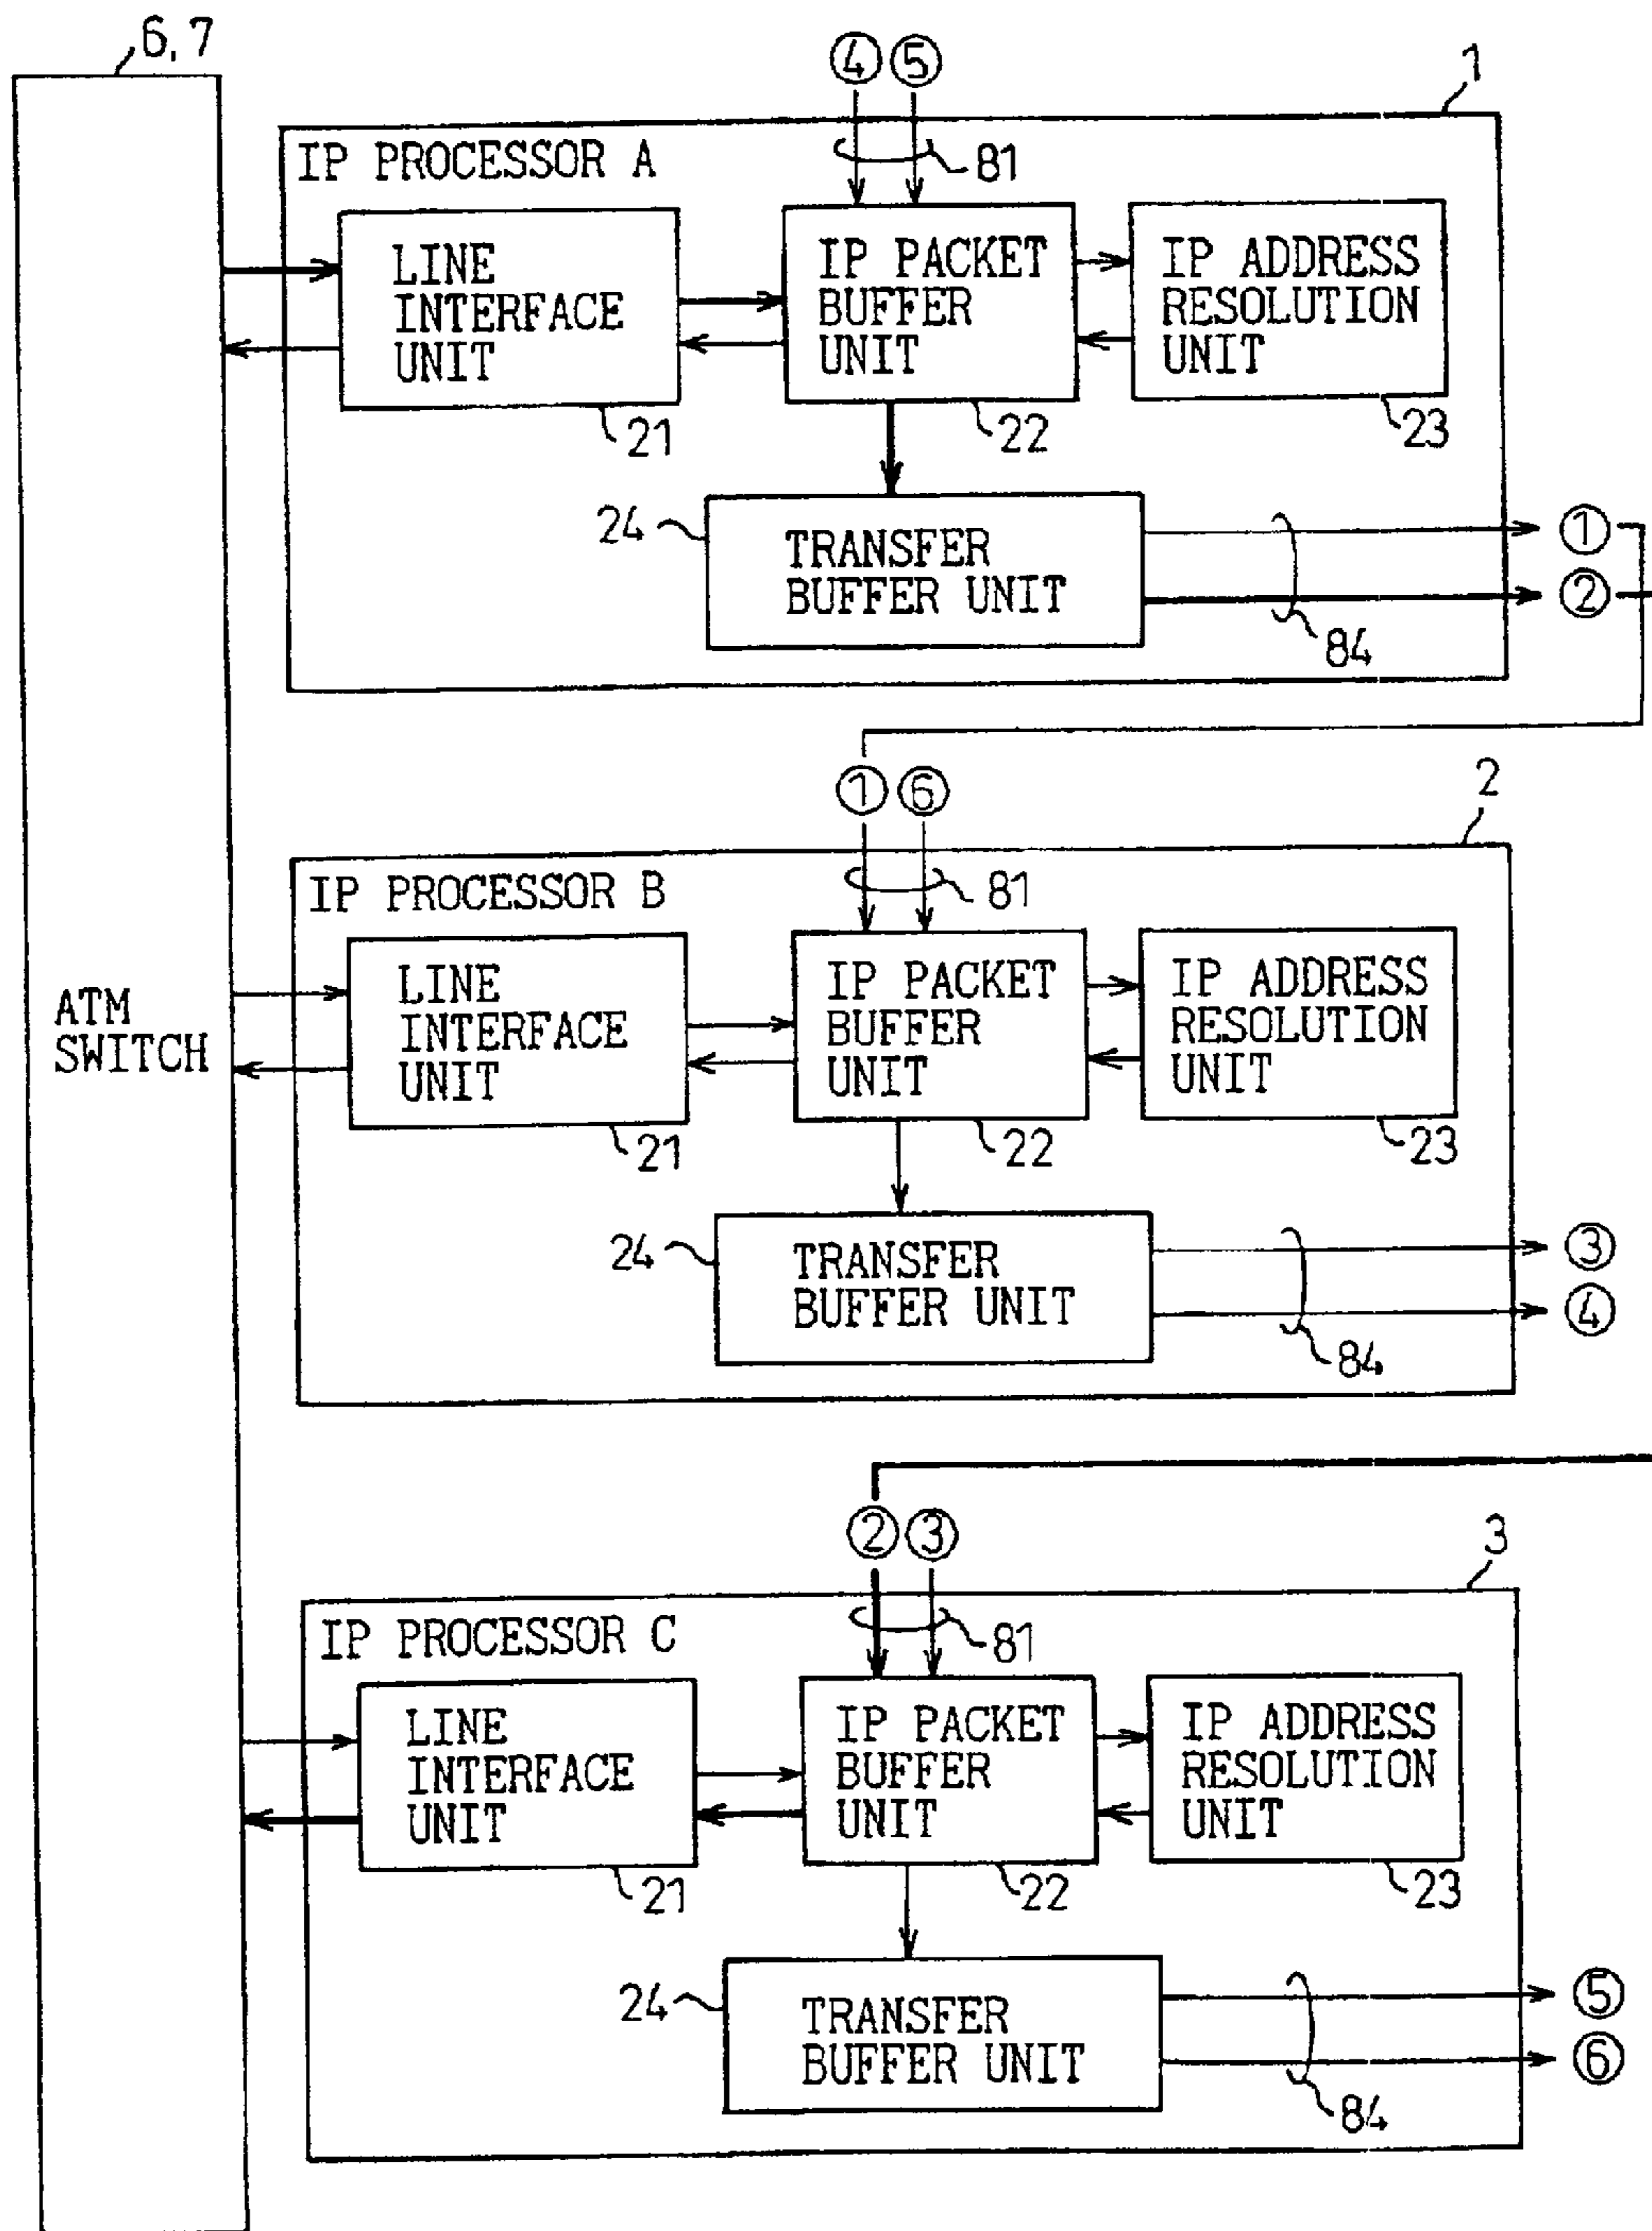 6, 7
④ ⑤
1
IP PROCESSOR A
81
LINE
INTERFACE
UNIT
IP PACKET
BUFFER
UNIT
IP ADDRESS
RESOLUTION
UNIT
21
22
23
24
TRANSFER
BUFFER UNIT
①
②
84
① ⑥
2
IP PROCESSOR B
81
ATM
SWITCH
LINE
INTERFACE
UNIT
IP PACKET
BUFFER
UNIT
IP ADDRESS
RESOLUTION
UNIT
21
22
23
24
TRANSFER
BUFFER UNIT
③
④
84
② ③
3
IP PROCESSOR C
81
LINE
INTERFACE
UNIT
IP PACKET
BUFFER
UNIT
IP ADDRESS
RESOLUTION
UNIT
21
22
23
24
TRANSFER
BUFFER UNIT
⑤
⑥
84